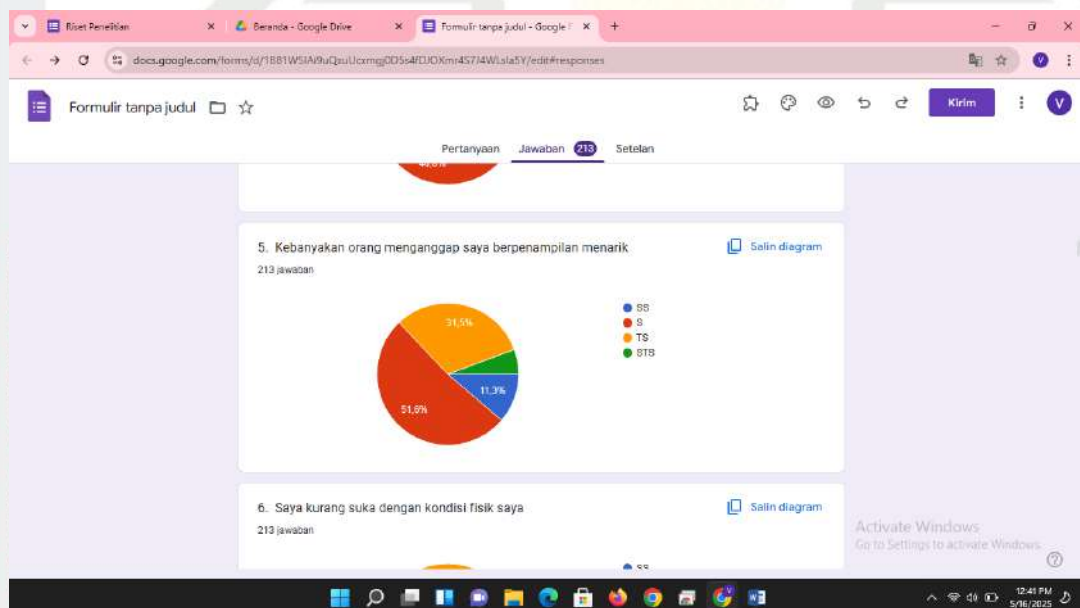 Riset Penelitian
Beranda - Google Drive
Formulir tanpa judul - Google F
Formulir tanpa judul
Kirim
V
Pertanyaan Jawaban 213 Setelan
5. Kebanyakan orang menganggap saya berpenampilan menarik
Salin diagram
213 jawaban
31,5%
11,3%
51,6%
SS
S
TS
STS
6. Saya kurang suka dengan kondisi fisik saya
Salin diagram
213 jawaban
SS
Activate Windows
Go to Settings to activate Windows.
12:41 PM
5/16/2025